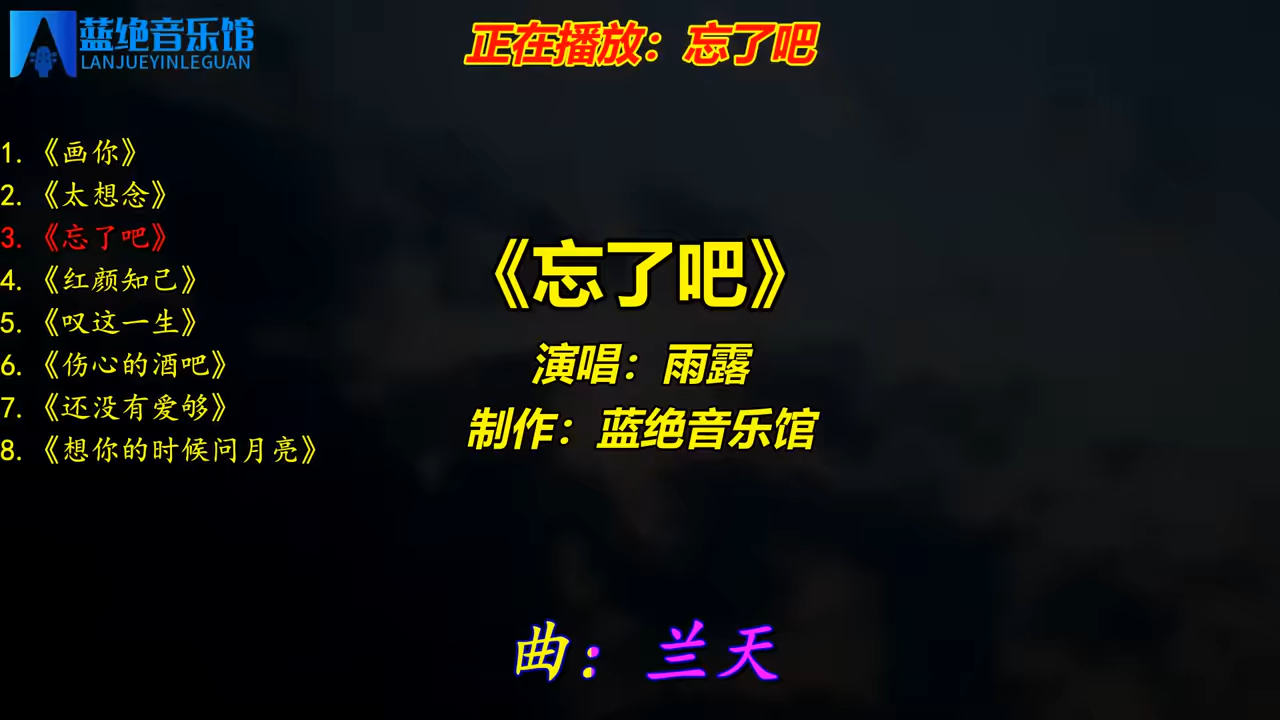 蓝绝音乐馆
LANJUEYINLEGUAN
正在播放：忘了吧
1.《画你》
2.《太想念》
3.《忘了吧》
4.《红颜知己》
5.《叹这一生》
6.《伤心的酒吧》
7.《还没有爱够》
8.《想你的时候问月亮》
《忘了吧》
演唱：雨露
制作：蓝绝音乐馆
曲：兰天